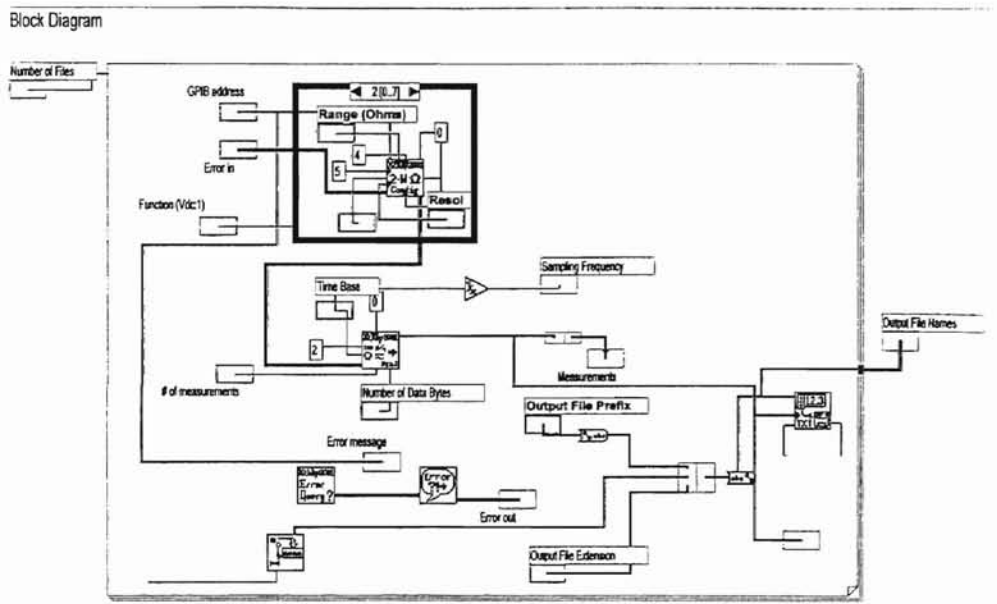 Block Diagram
Number of Files
GPIB address
2 [0..7]
Range (Ohms)
0
4
5
2-W Ω
Config
Error in
Resol
Function (Vdc:1)
Sampling Frequency
Time Base
0
2
Output File Names
# of measurements
Number of Data Bytes
Measurements
Output File Prefix
Error message
Error
Query?
Error
?!+
Error out
Output File Extension